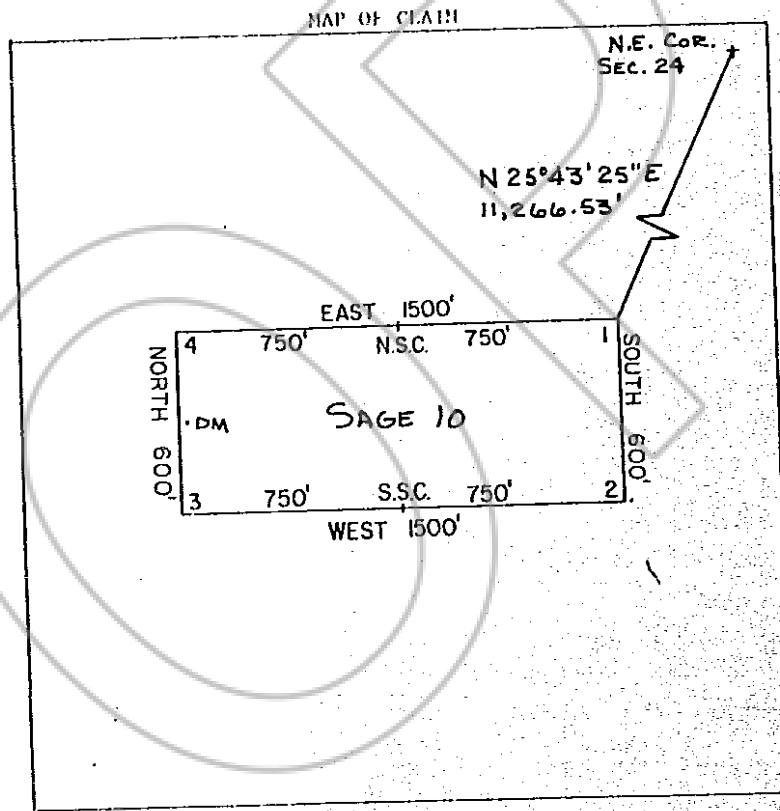 MAP OF CLAIM
N.E. COR.
SEC. 24
N 25°43'25"E
11,266.53'
EAST 1500'
4 750' N.S.C. 750' 1
NORTH 600'
SOUTH 600'
·DM SAGE 10
3 750' S.S.C. 750' 2
WEST 1500'